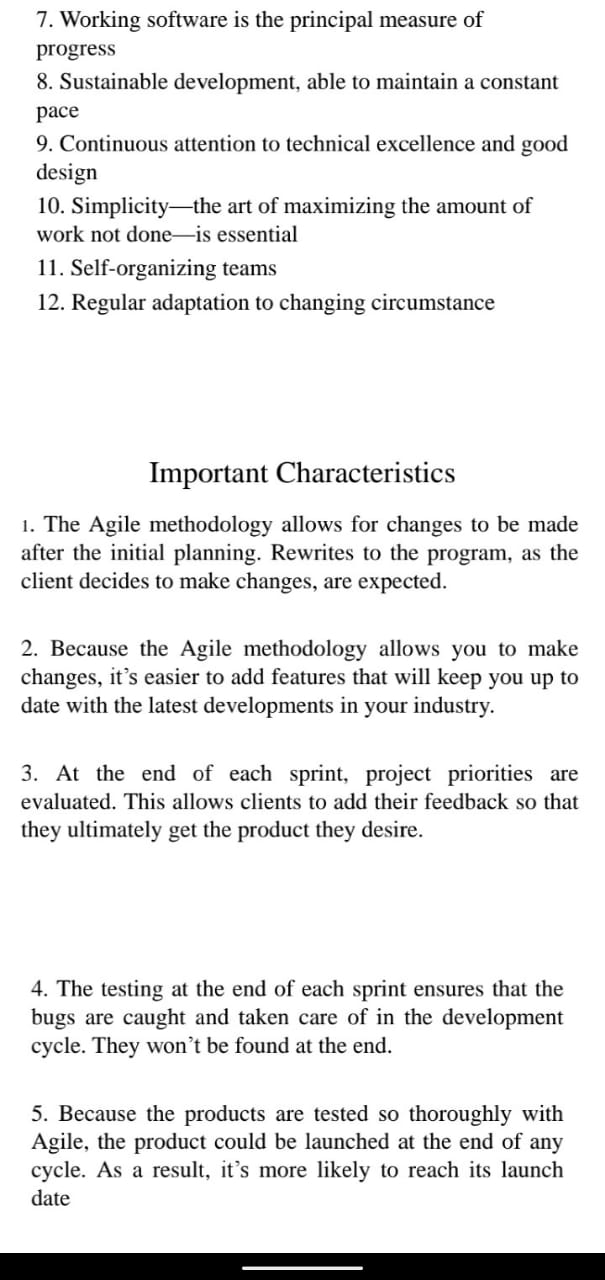 7. Working software is the principal measure of
progress
8. Sustainable development, able to maintain a constant
pace
9. Continuous attention to technical excellence and good
design
10. Simplicity—the art of maximizing the amount of
work not done—is essential
11. Self-organizing teams
12. Regular adaptation to changing circumstance
Important Characteristics
1. The Agile methodology allows for changes to be made
after the initial planning. Rewrites to the program, as the
client decides to make changes, are expected.
2. Because the Agile methodology allows you to make
changes, it’s easier to add features that will keep you up to
date with the latest developments in your industry.
3. At the end of each sprint, project priorities are
evaluated. This allows clients to add their feedback so that
they ultimately get the product they desire.
4. The testing at the end of each sprint ensures that the
bugs are caught and taken care of in the development
cycle. They won’t be found at the end.
5. Because the products are tested so thoroughly with
Agile, the product could be launched at the end of any
cycle. As a result, it’s more likely to reach its launch
date